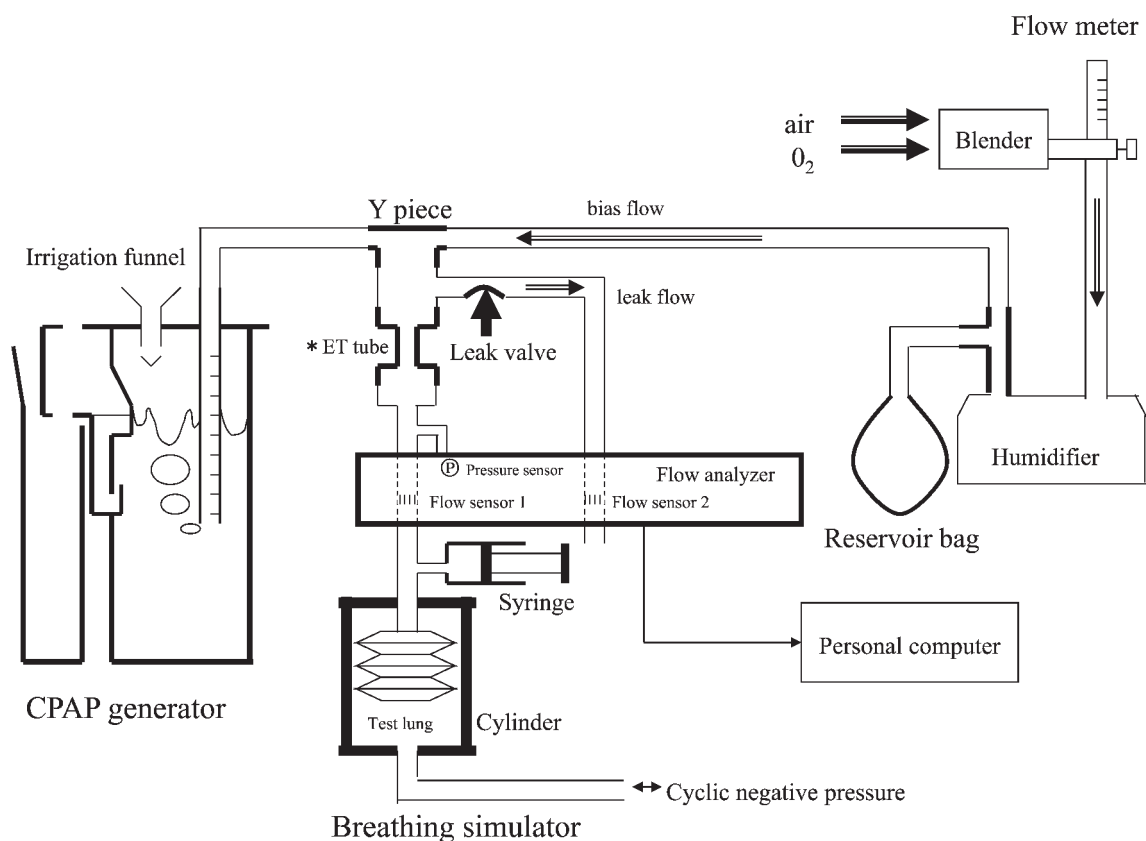 Flow meter
air
0₂
Blender
Y piece
bias flow
Irrigation funnel
leak flow
* ET tube
Leak valve
P
Pressure sensor
Flow analyzer
Humidifier
Flow sensor 1
Flow sensor 2
Reservoir bag
Syringe
Personal computer
CPAP generator
Test lung
Cylinder
Cyclic negative pressure
Breathing simulator